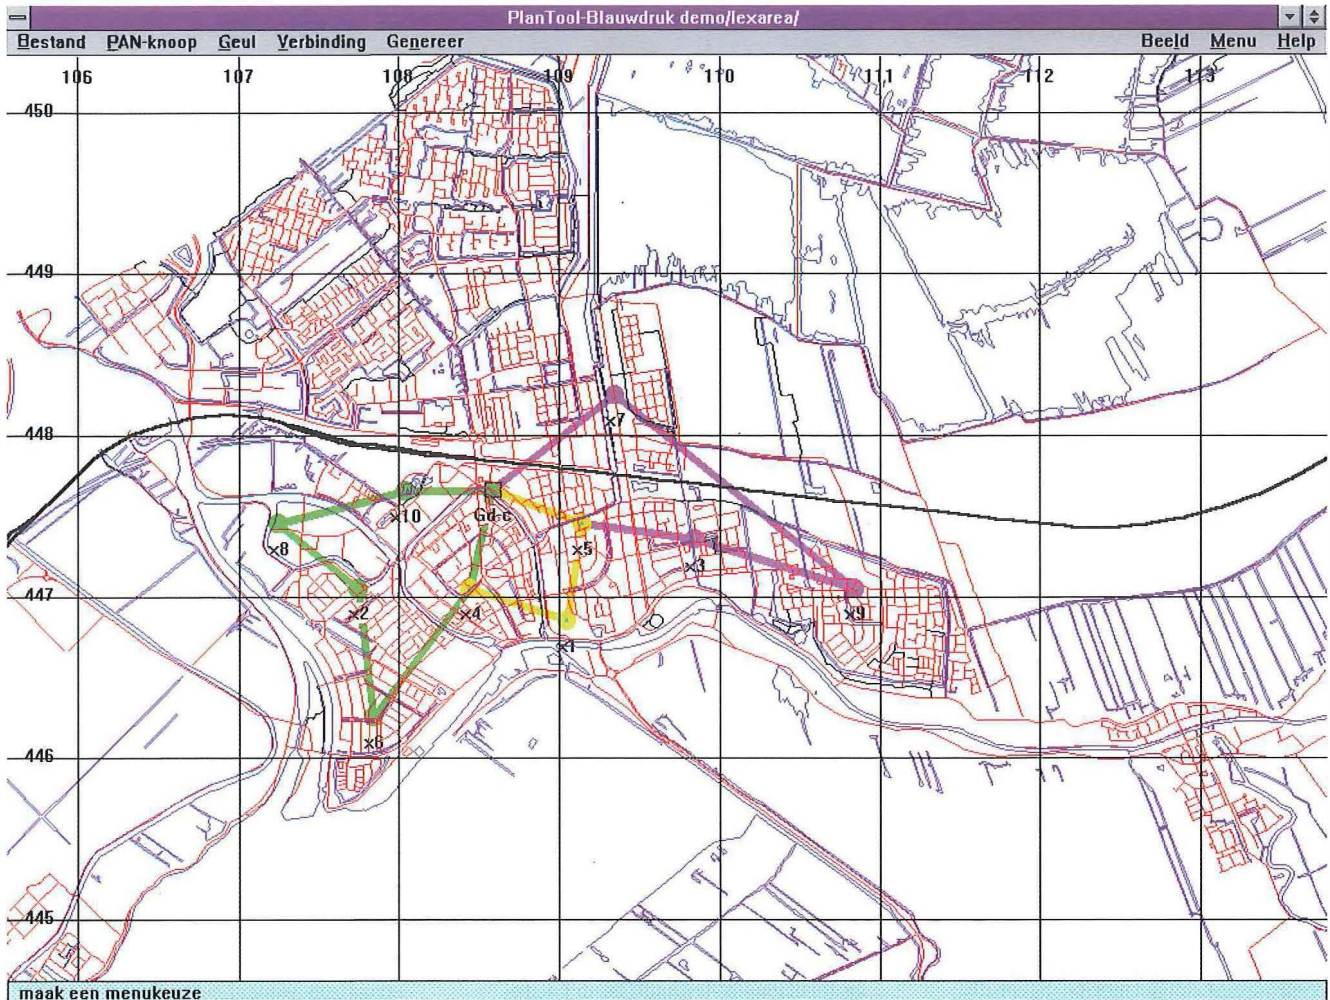 PlanTool-Blauwdruk demo/lexarea/
Bestand PAN-knoop Geul Verbinding Genereer Beeld Menu Help
106 107 108 109 110 111 112 113
450
449
448
x7
Gd-c
x10
x8 x5
x3
447
x2 x4 x9
x1
x6
446
445
maak een menukeuze